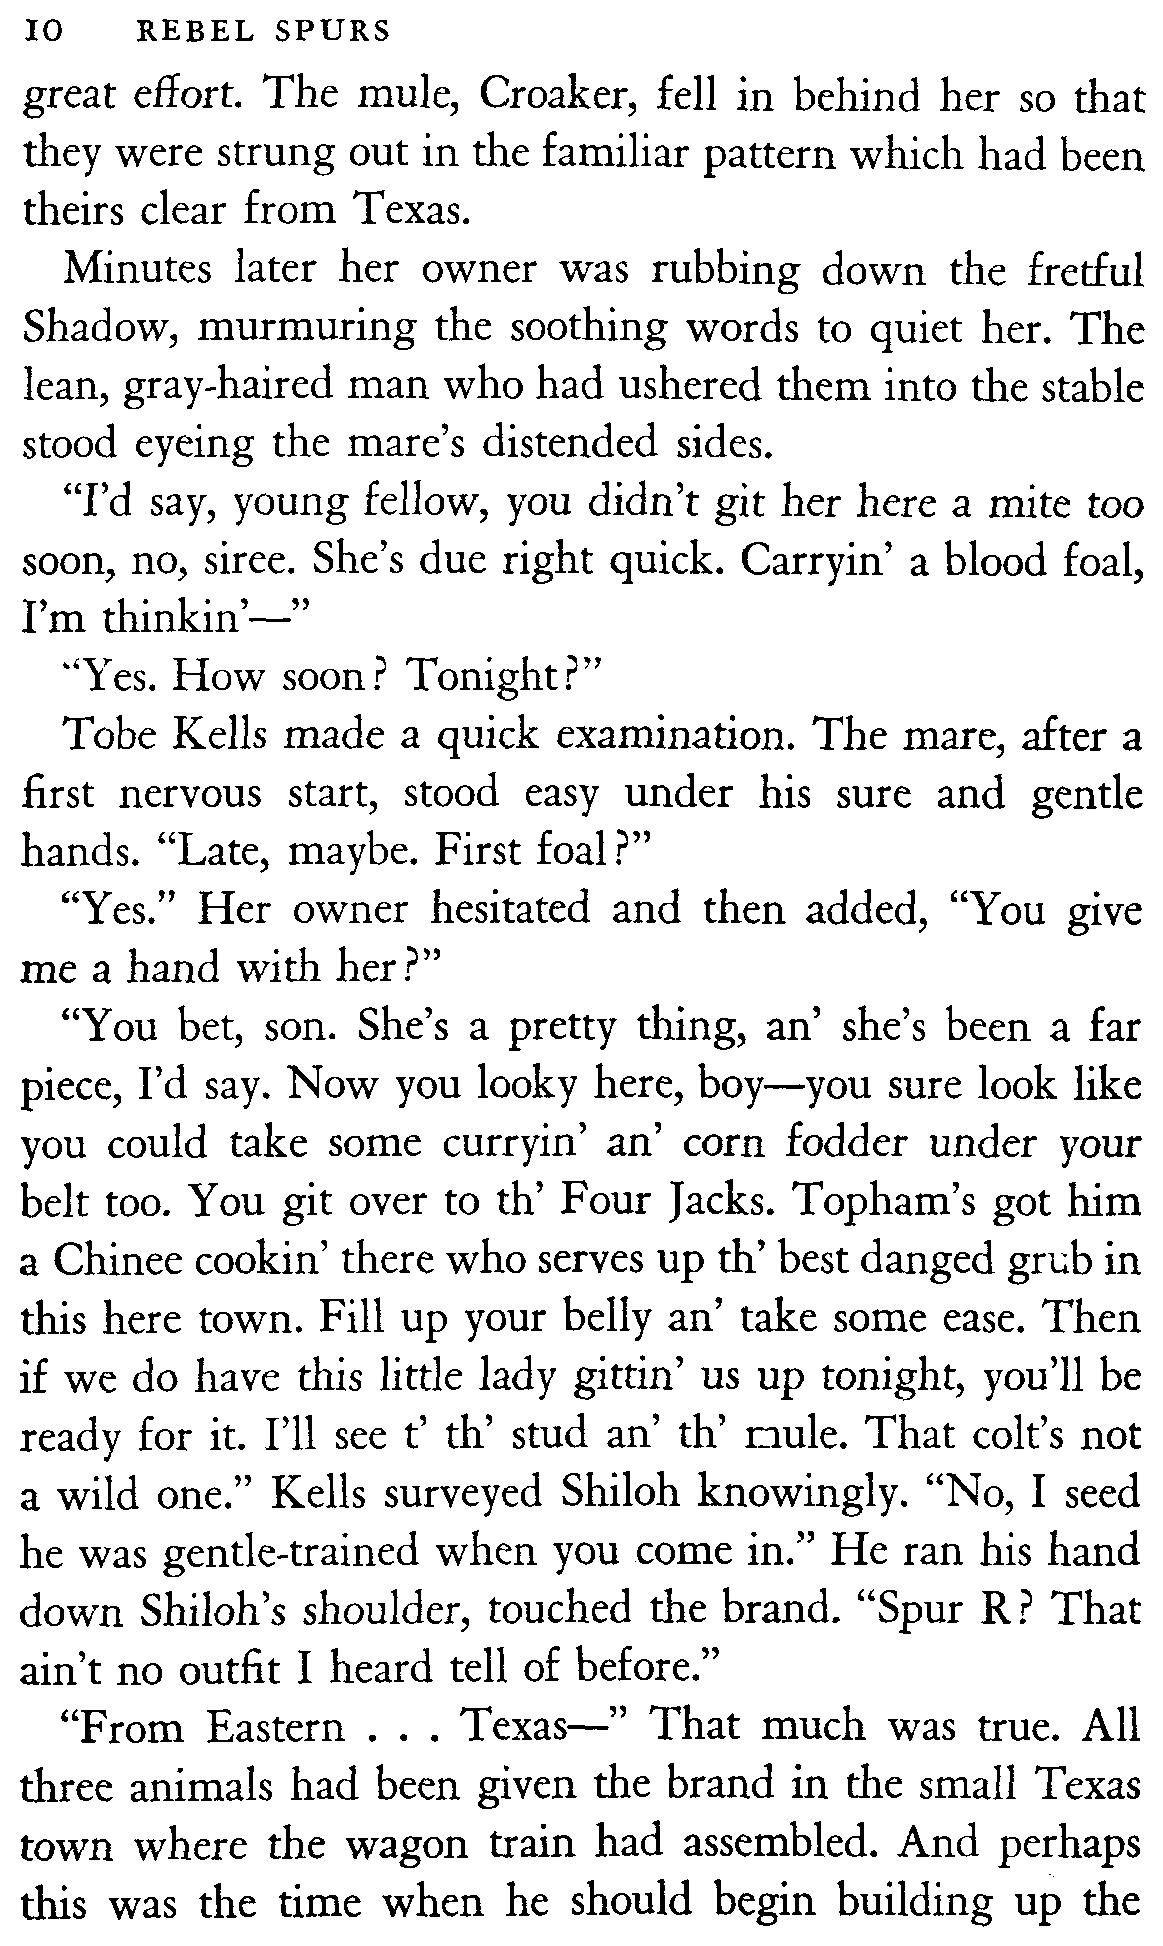 10 REBEL SPURS
great effort. The mule, Croaker, fell in behind her so that
they were strung out in the familiar pattern which had been
theirs clear from Texas.
Minutes later her owner was rubbing down the fretful
Shadow, murmuring the soothing words to quiet her. The
lean, gray-haired man who had ushered them into the stable
stood eyeing the mare’s distended sides.
“I’d say, young fellow, you didn’t git her here a mite too
soon, no, siree. She’s due right quick. Carryin’ a blood foal,
I’m thinkin’—”
“Yes. How soon? Tonight?”
Tobe Kells made a quick examination. The mare, after a
first nervous start, stood easy under his sure and gentle
hands. “Late, maybe. First foal?”
“Yes.” Her owner hesitated and then added, “You give
me a hand with her?”
“You bet, son. She’s a pretty thing, an’ she’s been a far
piece, I’d say. Now you looky here, boy—you sure look like
you could take some curryin’ an’ corn fodder under your
belt too. You git over to th’ Four Jacks. Topham’s got him
a Chinee cookin’ there who serves up th’ best danged grub in
this here town. Fill up your belly an’ take some ease. Then
if we do have this little lady gittin’ us up tonight, you’ll be
ready for it. I’ll see t’ th’ stud an’ th’ mule. That colt’s not
a wild one.” Kells surveyed Shiloh knowingly. “No, I seed
he was gentle-trained when you come in.” He ran his hand
down Shiloh’s shoulder, touched the brand. “Spur R? That
ain’t no outfit I heard tell of before.”
“From Eastern . . . Texas—” That much was true. All
three animals had been given the brand in the small Texas
town where the wagon train had assembled. And perhaps
this was the time when he should begin building up the